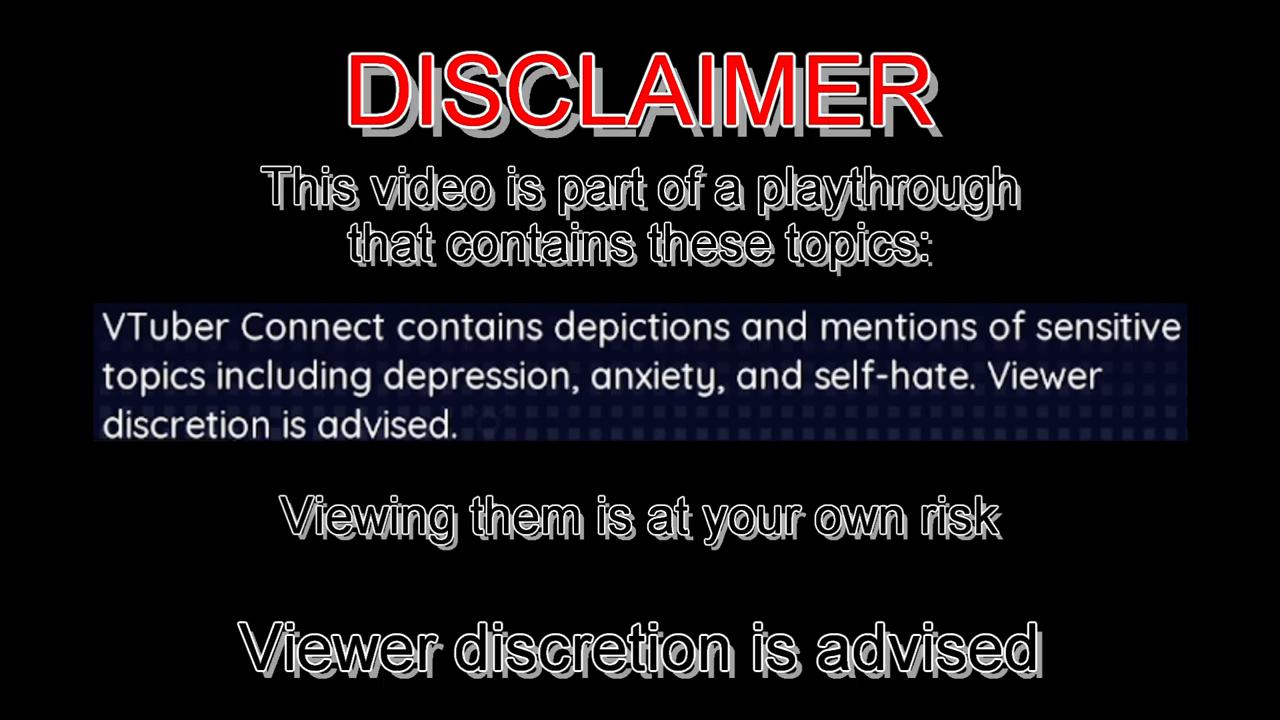 DISCLAIMER
This video is part of a playthrough
that contains these topics:
VTuber Connect contains depictions and mentions of sensitive
topics including depression, anxiety, and self-hate. Viewer
discretion is advised.
Viewing them is at your own risk
Viewer discretion is advised